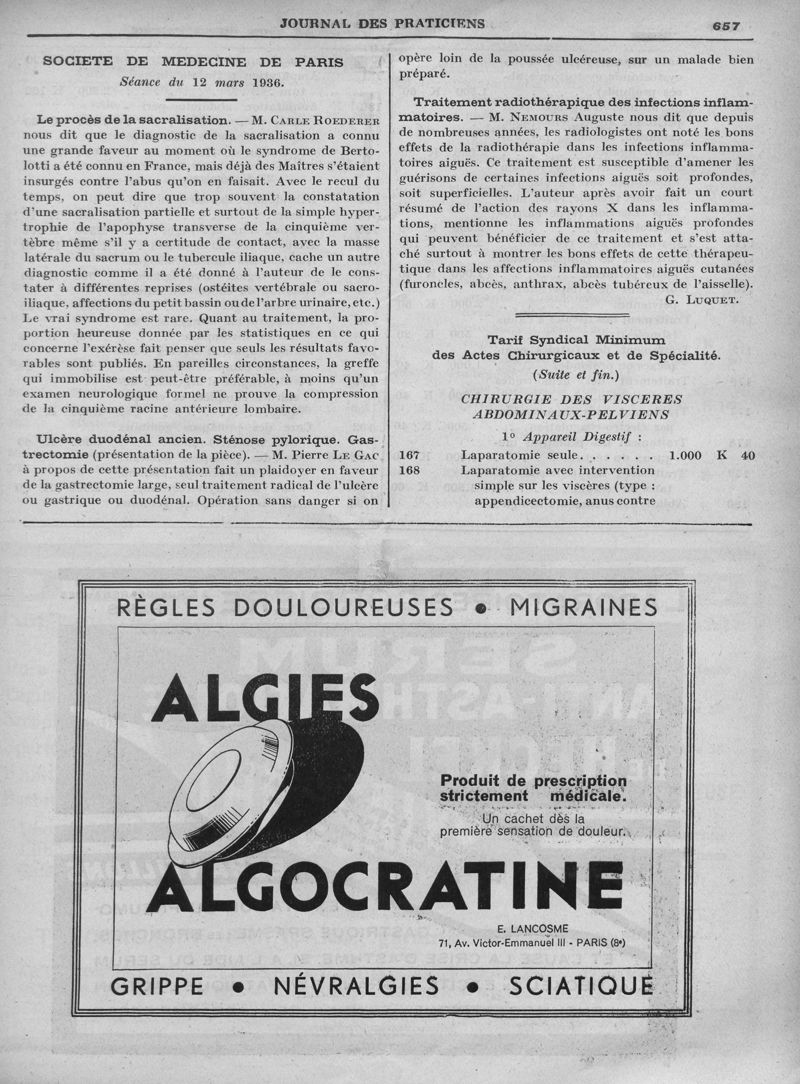 JOURNAL DES PRATICIENS
657
SOCIETE DE MEDECINE DE PARIS
Séance du 12 mars 1936.
Le procès de la sacralisation. — M. CARLE ROEDERER
nous dit que le diagnostic de la sacralisation a connu
une grande faveur au moment où le syndrome de Berto-
lotti a été connu en France, mais déjà des Maîtres s'étaient
insurgés contre l'abus qu'on en faisait. Avec le recul du
temps, on peut dire que trop souvent la constatation
d'une sacralisation partielle et surtout de la simple hyper-
trophie de l'apophyse transverse de la cinquième ver-
tèbre même s'il y a certitude de contact, avec la masse
latérale du sacrum ou le tubercule iliaque, cache un autre
diagnostic comme il a été donné à l'auteur de le cons-
tater à différentes reprises (ostéites vertébrale ou sacro-
iliaque, affections du petit bassin ou de l'arbre urinaire, etc.)
Le vrai syndrome est rare. Quant au traitement, la pro-
portion heureuse donnée par les statistiques en ce qui
concerne l'exérèse fait penser que seuls les résultats favo-
rables sont publiés. En pareilles circonstances, la greffe
qui immobilise est peut-être préférable, à moins qu'un
examen neurologique formel ne prouve la compression
de la cinquième racine antérieure lombaire.
Ulcère duodénal ancien. Sténose pylorique. Gas-
trectomie (présentation de la pièce). — M. Pierre LE GAC
à propos de cette présentation fait un plaidoyer en faveur
de la gastrectomie large, seul traitement radical de l'ulcère
ou gastrique ou duodénal. Opération sans danger si on
opère loin de la poussée ulcéreuse, sur un malade bien
préparé.
Traitement radiothérapique des infections inflam-
matoires. — M. NEMOURS Auguste nous dit que depuis
de nombreuses années, les radiologistes ont noté les bons
effets de la radiothérapie dans les infections inflamma-
toires aiguës. Ce traitement est susceptible d'amener les
guérisons de certaines infections aiguës soit profondes,
soit superficielles. L'auteur après avoir fait un court
résumé de l'action des rayons X dans les inflamma-
tions, mentionne les inflammations aiguës profondes
qui peuvent bénéficier de ce traitement et s'est atta-
ché surtout à montrer les bons effets de cette thérapeu-
tique dans les affections inflammatoires aiguës cutanées
(furoncles, abcès, anthrax, abcès tubéreux de l'aisselle).
G. LUQUET.
Tarif Syndical Minimum
des Actes Chirurgicaux et de Spécialité.
(Suite et fin.)
CHIRURGIE DES VISCERES
ABDOMINAUX-PELVIENS
1º Appareil Digestif :
167 Laparatomie seule. . . . . . 1.000 K 40
168 Laparatomie avec intervention
simple sur les viscères (type :
appendicectomie, anus contre
RÈGLES DOULOUREUSES • MIGRAINES
ALGIES
Produit de prescription
strictement médicale.
Un cachet dès la
première sensation de douleur.
ALGOCRATINE
E. LANCOSME
71, Av. Victor-Emmanuel III - PARIS (8e)
GRIPPE • NÉVRALGIES • SCIATIQUE